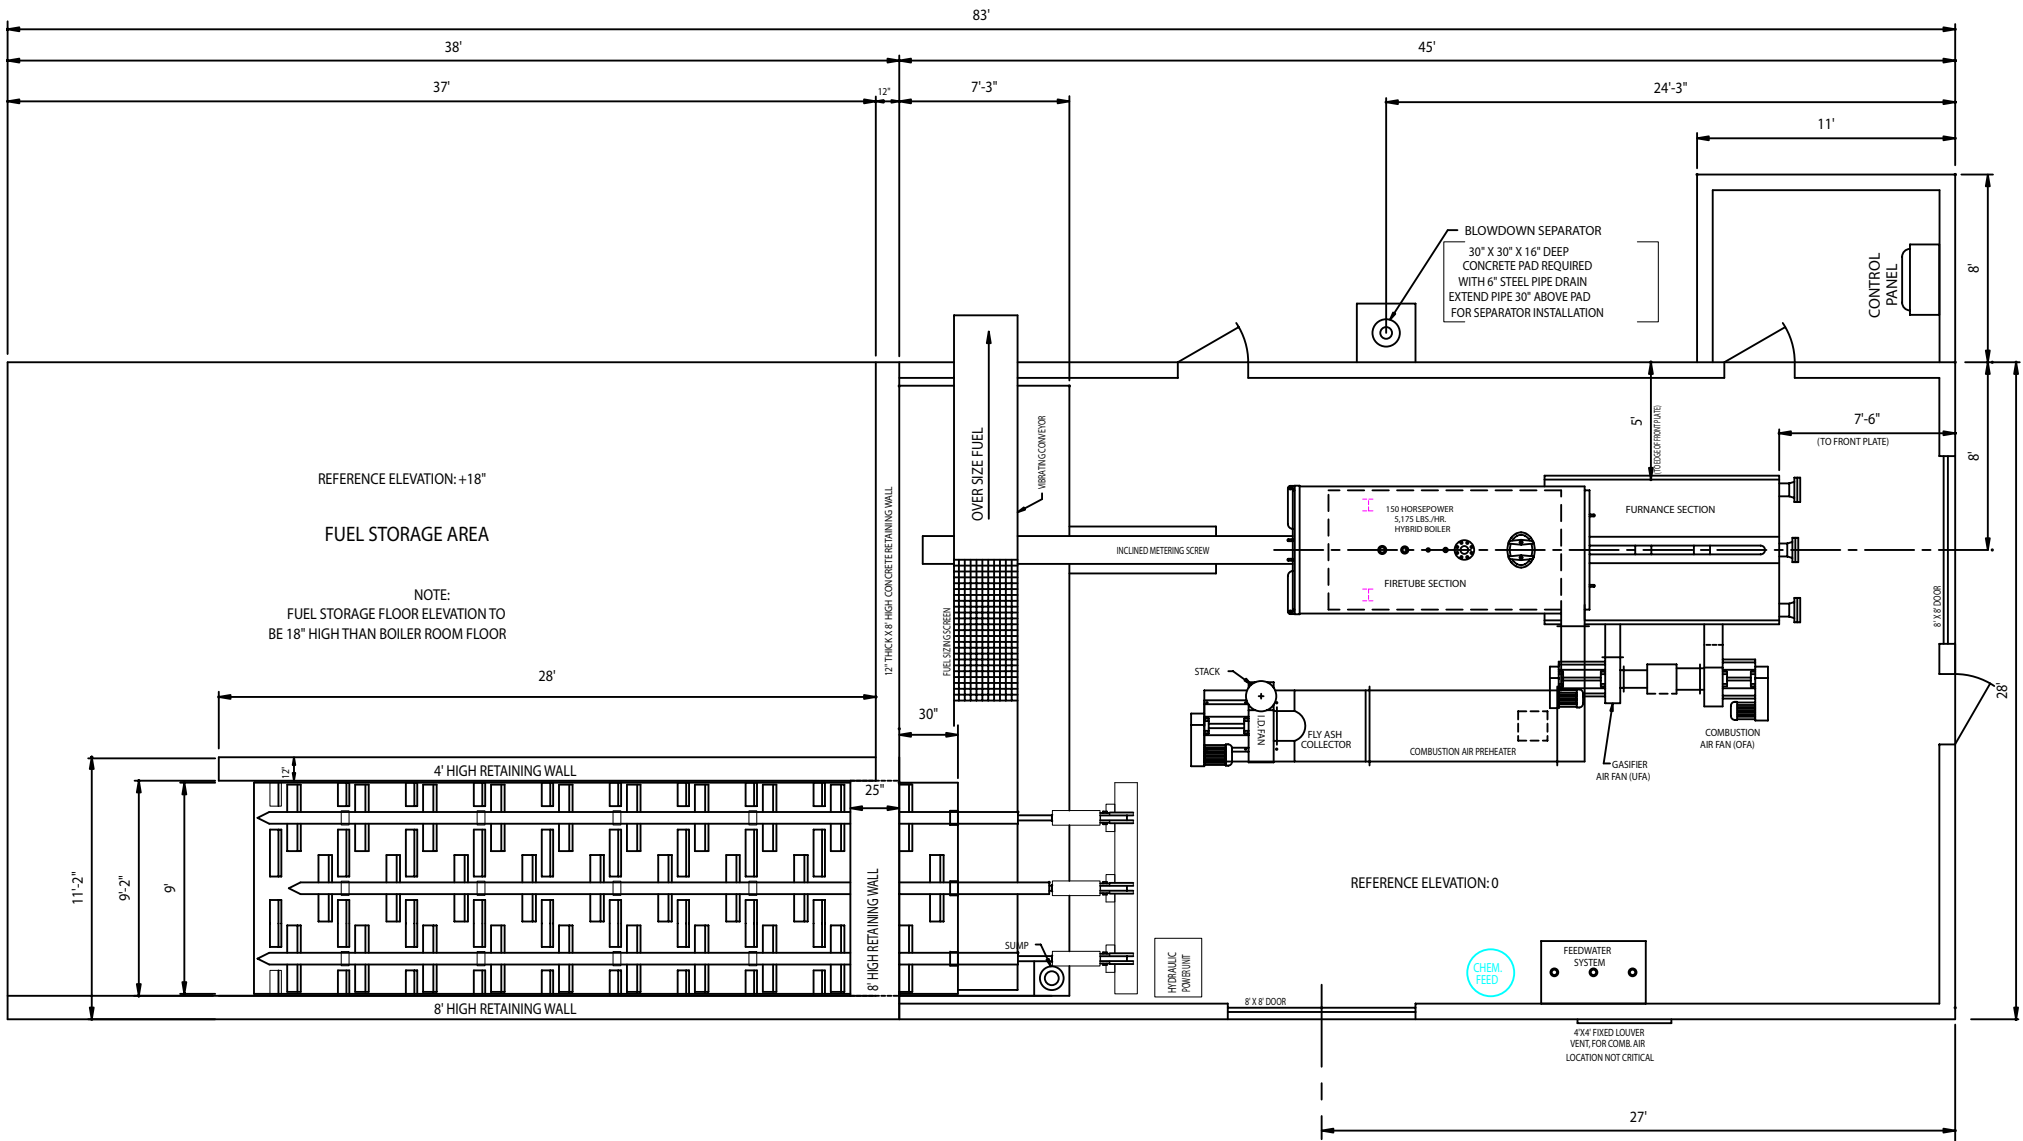 83'
38'
45'
37'
12"
7'-3"
24'-3"
11'
BLOWDOWN SEPARATOR
30" X 30" X 16" DEEP
CONCRETE PAD REQUIRED
WITH 6" STEEL PIPE DRAIN
EXTEND PIPE 30" ABOVE PAD
FOR SEPARATOR INSTALLATION
CONTROL
PANEL
8'
OVER SIZE FUEL
VIBRATING CONVEYOR
5'
(TO EDGE OF FRONT PLATE)
7'-6"
(TO FRONT PLATE)
8'
REFERENCE ELEVATION: +18"
FUEL STORAGE AREA
NOTE:
FUEL STORAGE FLOOR ELEVATION TO
BE 18" HIGH THAN BOILER ROOM FLOOR
12" THICK X 8' HIGH CONCRETE RETAINING WALL
FUEL SIZING SCREEN
INCLINED METERING SCREW
150 HORSEPOWER
5,175 LBS./HR.
HYBRID BOILER
FIRETUBE SECTION
FURNANCE SECTION
8' X 8' DOOR
28'
28'
30"
STACK
I.D. FAN
FLY ASH
COLLECTOR
COMBUSTION AIR PREHEATER
GASIFIER
AIR FAN (UFA)
COMBUSTION
AIR FAN (OFA)
12"
4' HIGH RETAINING WALL
25"
11'-2"
9'-2"
9'
8' HIGH RETAINING WALL
REFERENCE ELEVATION: 0
SUMP
HYDRAULIC
POWER UNIT
CHEM.
FEED
FEEDWATER
SYSTEM
8' HIGH RETAINING WALL
8' X 8' DOOR
4'X4' FIXED LOUVER
VENT, FOR COMB. AIR
LOCATION NOT CRITICAL
27'